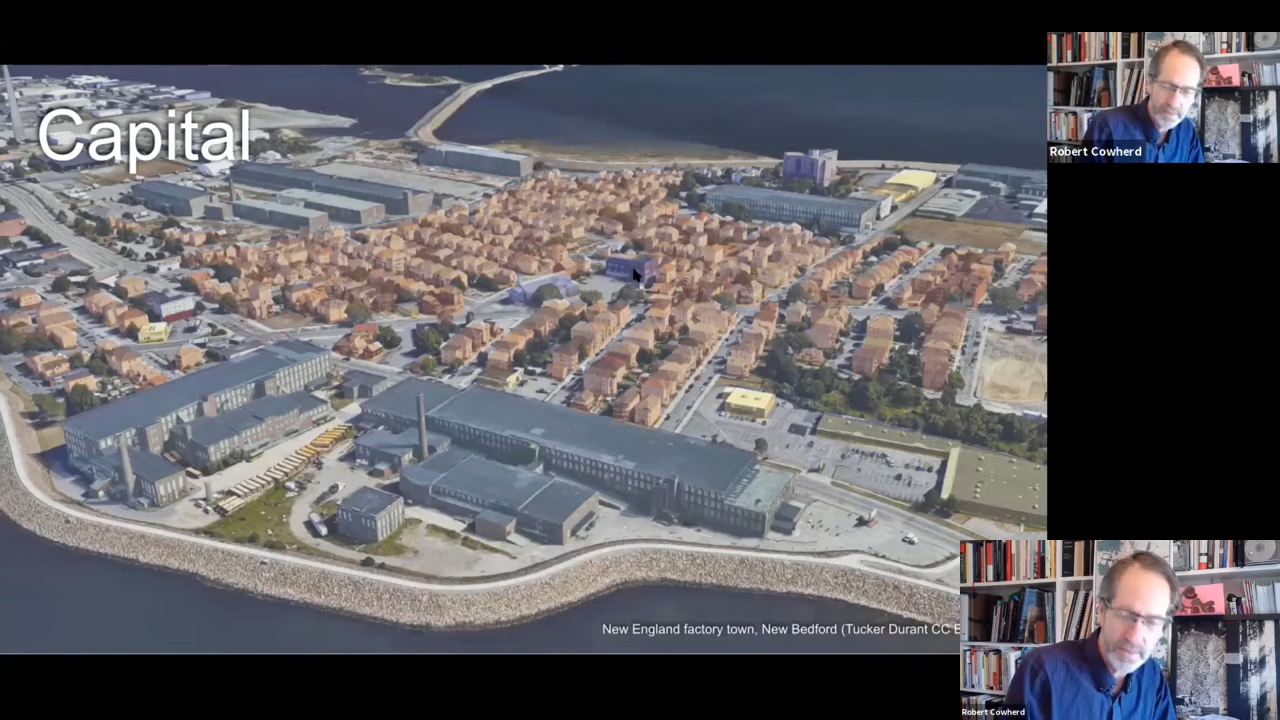 Capital
Robert Cowherd
New England factory town, New Bedford (Tucker Durant CC
Robert Cowherd